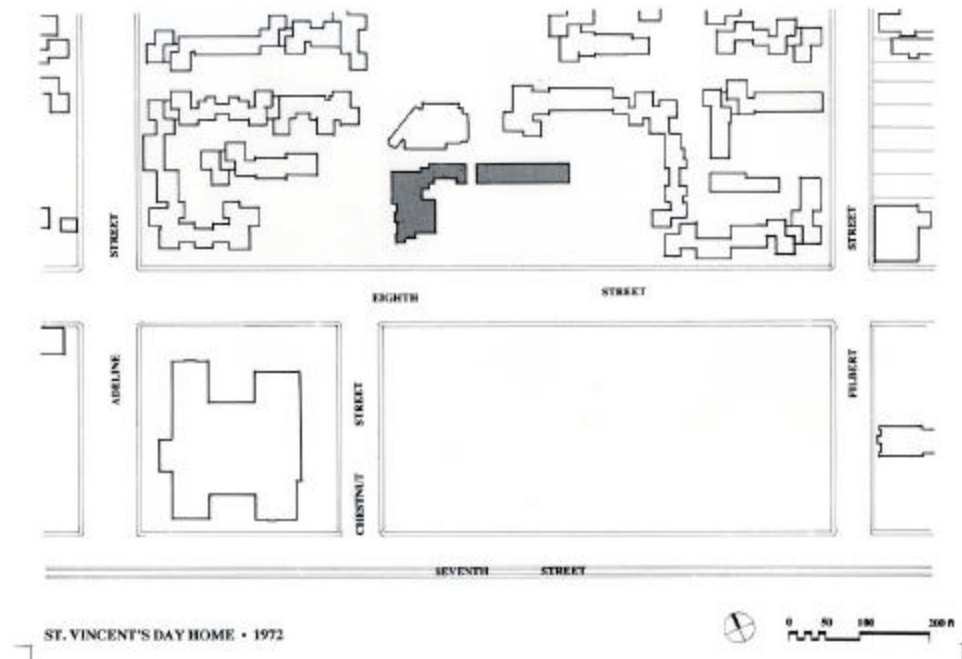 STREET
STREET
EIGHTH STREET
ADELINE
STREET
CHESTNUT
FILBERT
SEVENTH STREET
ST. VINCENT'S DAY HOME • 1972
0 50 100 200 ft